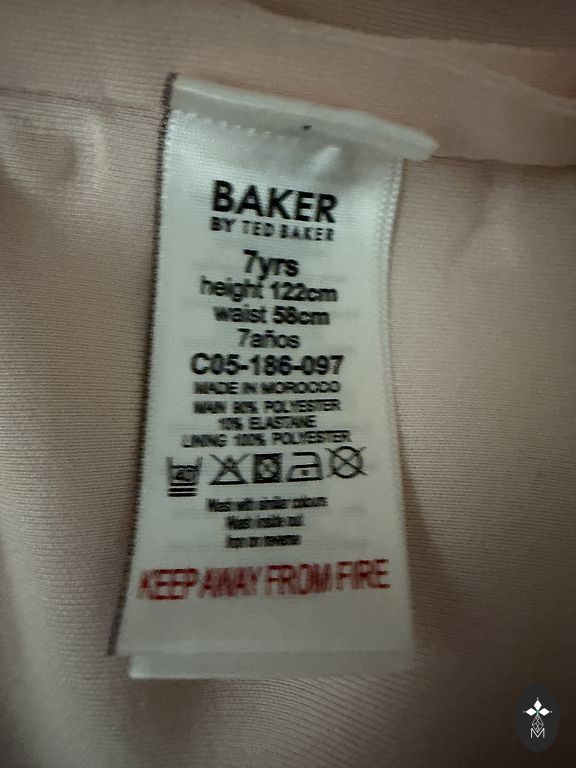 BAKER
BY TED BAKER
7yrs
height 122cm
waist 58cm
7años
C05-186-097
MADE IN MOROCCO
MAIN 90% POLYESTER
10% ELASTANE
LINING 100% POLYESTER
40
Wash with similar colours
Wash inside out
Iron on reverse
KEEP AWAY FROM FIRE
M